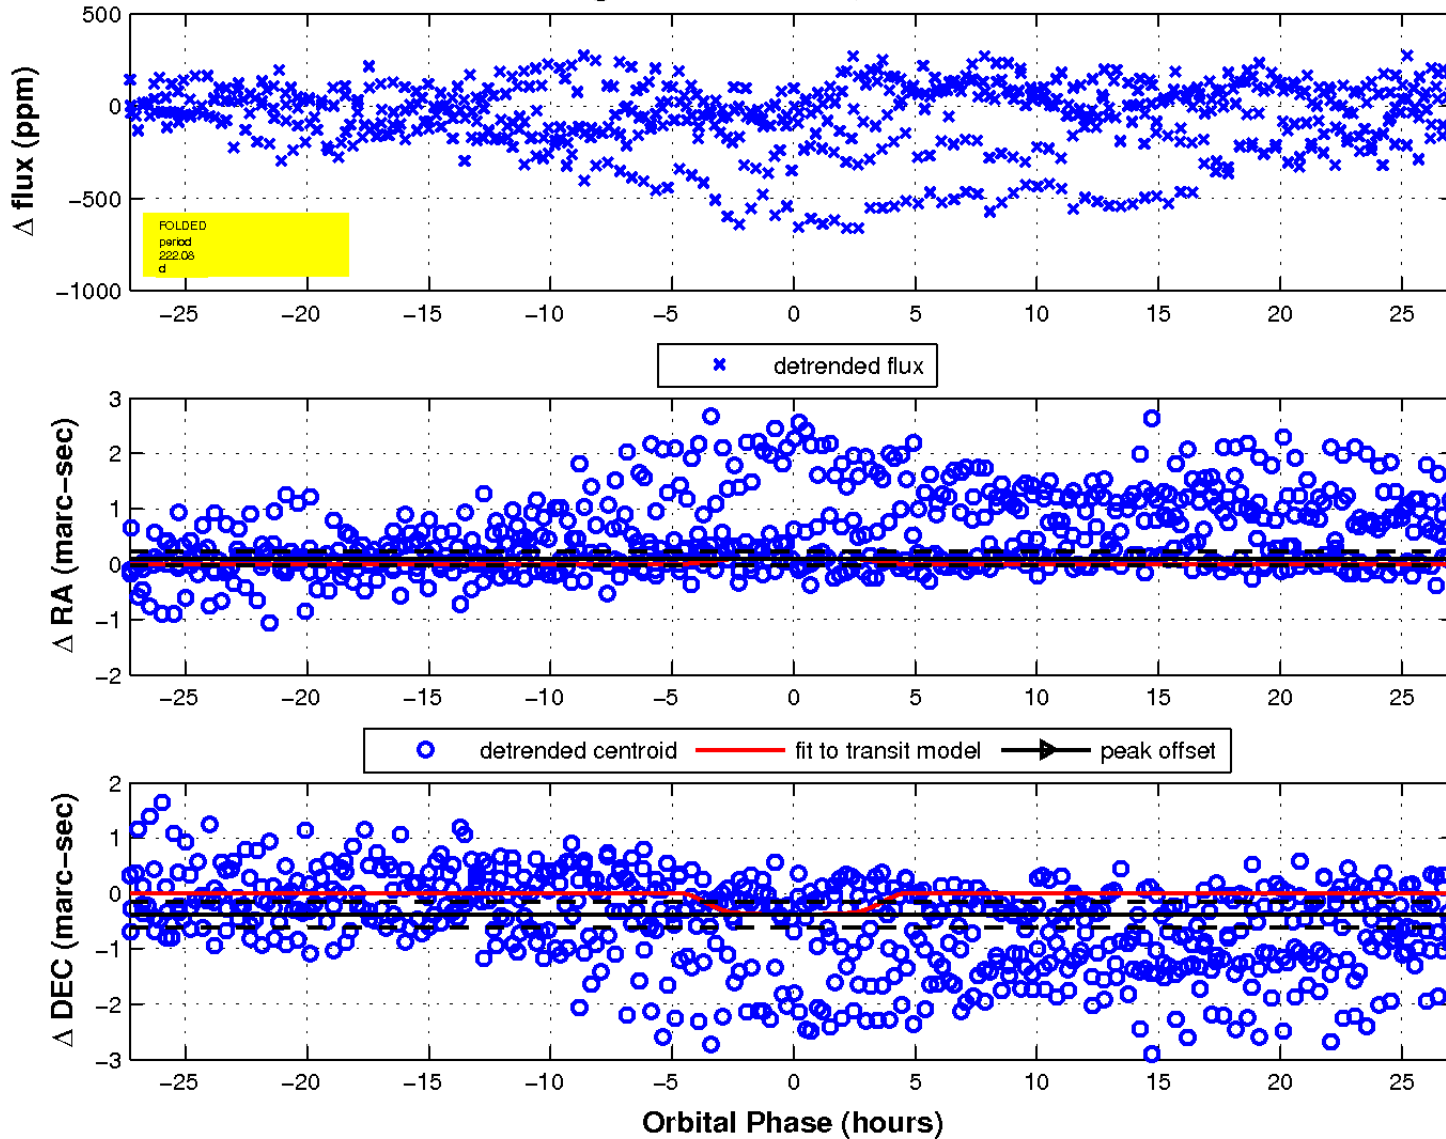 500
0
−500
−1000
Δ flux (ppm)
FOLDED
period
222.06
d
−25 −20 −15 −10 −5 0 5 10 15 20 25
detrended flux
3
2
1
0
−1
−2
Δ RA (marc−sec)
−25 −20 −15 −10 −5 0 5 10 15 20 25
detrended centroid fit to transit model peak offset
2
1
0
−1
−2
−3
Δ DEC (marc−sec)
−25 −20 −15 −10 −5 0 5 10 15 20 25
Orbital Phase (hours)